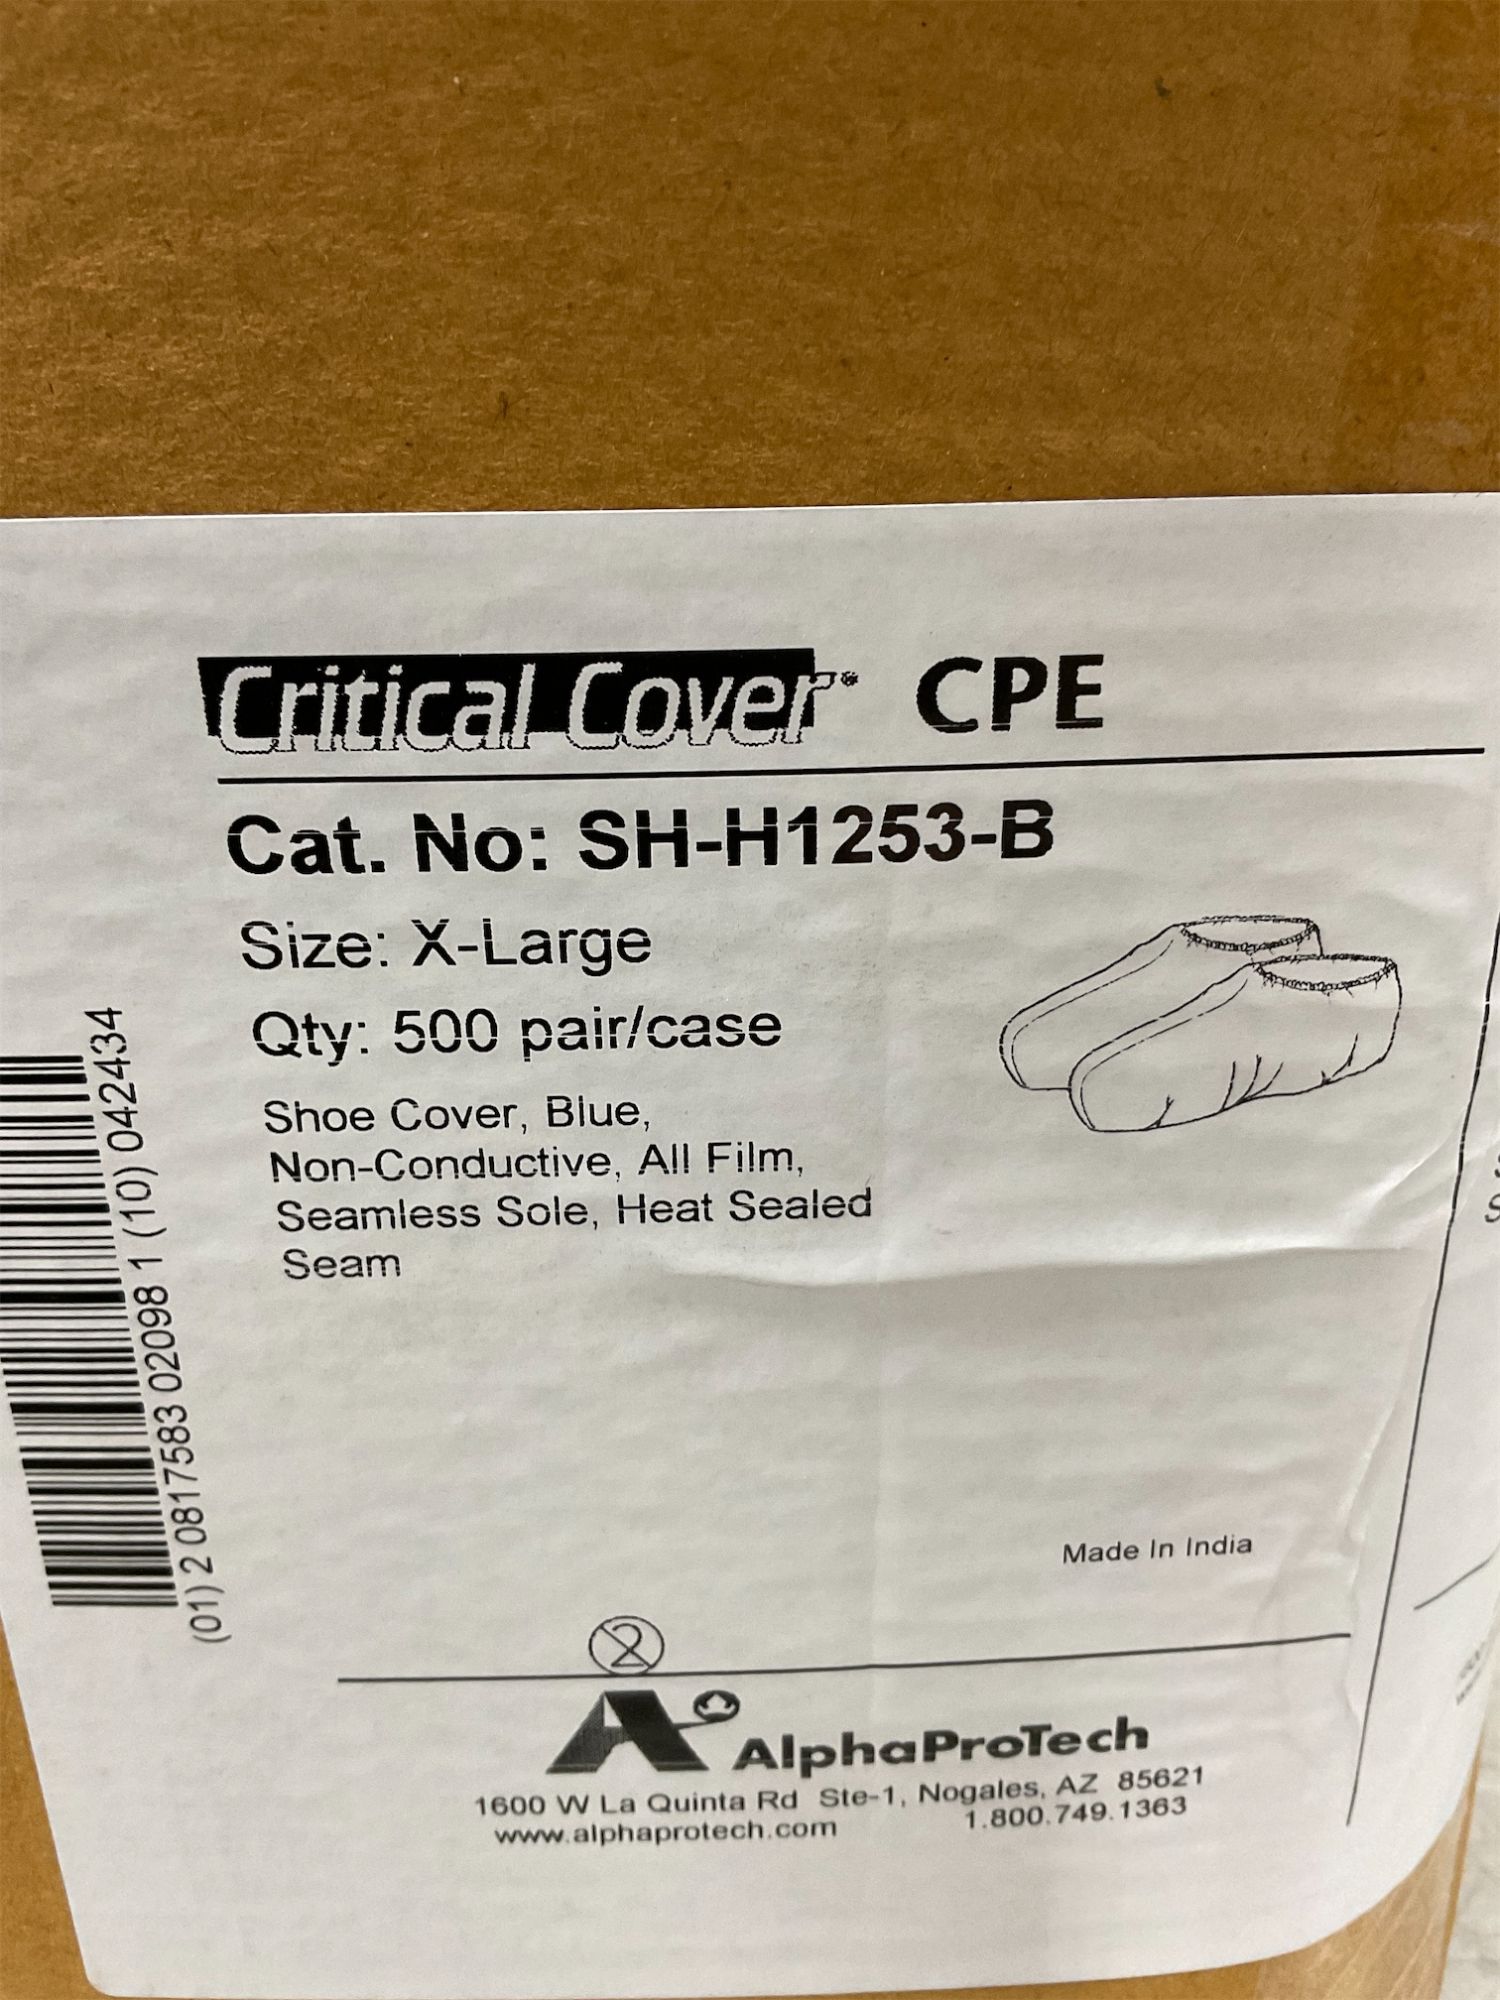 Critical Cover® CPE
Cat. No: SH-H1253-B
Size: X-Large
Qty: 500 pair/case
Shoe Cover, Blue,
Non-Conductive, All Film,
Seamless Sole, Heat Sealed
Seam
(01) 2 0817583 02098 1 (10) 042434
Made In India
2
AlphaProTech
1600 W La Quinta Rd Ste-1, Nogales, AZ 85621
www.alphaprotech.com 1.800.749.1363